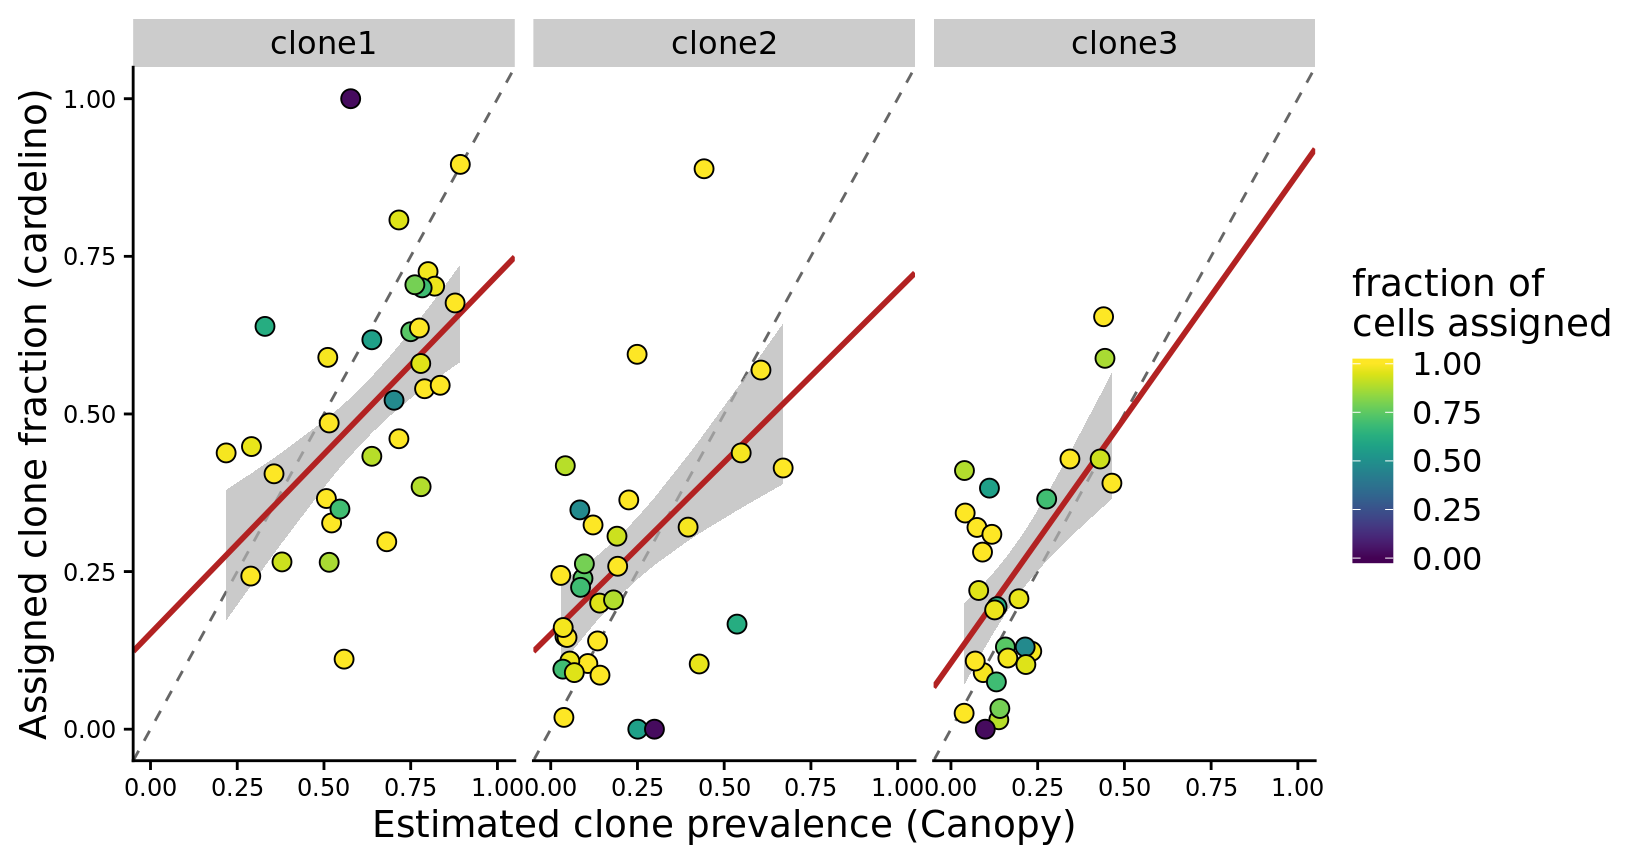 clone1 clone2 clone3
Assigned clone fraction (cardelino)
1.00
0.75
0.50
0.25
0.00
0.00 0.25 0.50 0.75 1.00 0.00 0.25 0.50 0.75 1.00 0.00 0.25 0.50 0.75 1.00
Estimated clone prevalence (Canopy)
fraction of
cells assigned
1.00
0.75
0.50
0.25
0.00